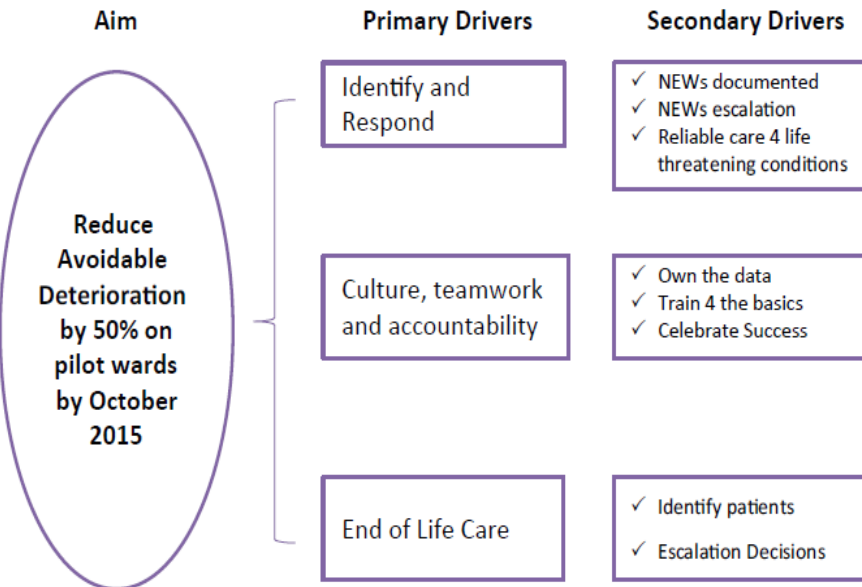 Aim
Primary Drivers
Secondary Drivers
Reduce
Avoidable
Deterioration
by 50% on
pilot wards
by October
2015
Identify and
Respond
✓ NEWs documented
✓ NEWs escalation
✓ Reliable care 4 life
threatening conditions
Culture, teamwork
and accountability
✓ Own the data
✓ Train 4 the basics
✓ Celebrate Success
End of Life Care
✓ Identify patients
✓ Escalation Decisions